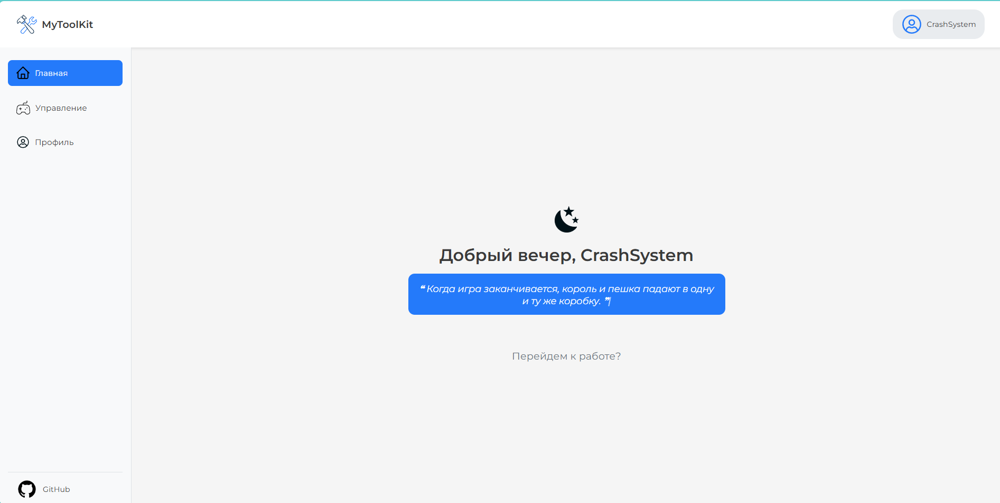 MyToolKit
CrashSystem
Главная
Управление
Профиль
Добрый вечер, CrashSystem
❝ Когда игра заканчивается, король и пешка падают в одну
и ту же коробку. ❞|
Перейдем к работе?
GitHub